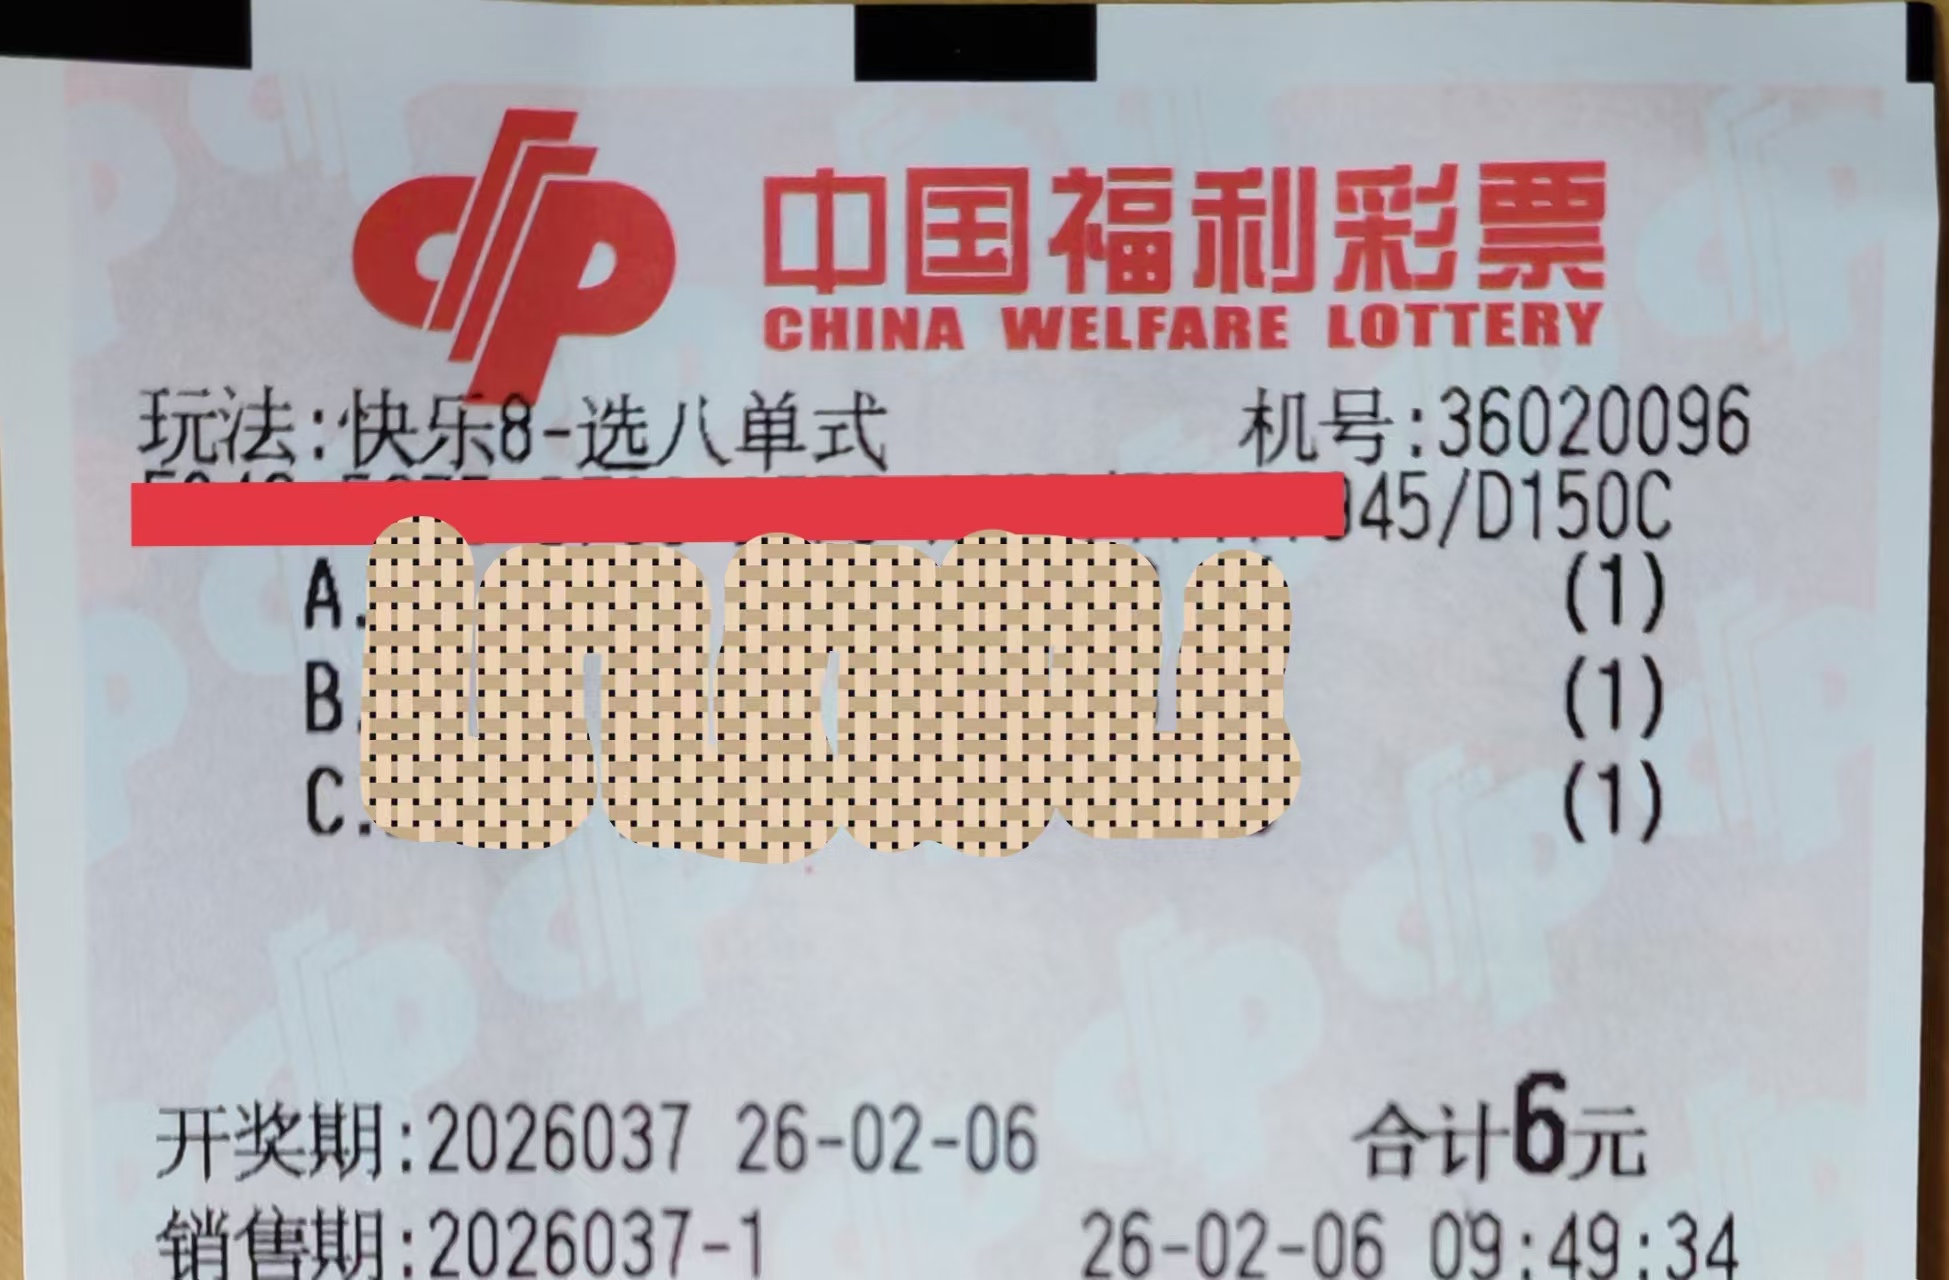 中国福利彩票
CHINA WELFARE LOTTERY
玩法:快乐8-选八单式 机号:36020096
45/D150C
A. (1)
B. (1)
C. (1)
开奖期:2026037 26-02-06 合计6元
销售期:2026037-1 26-02-06 09:49:34